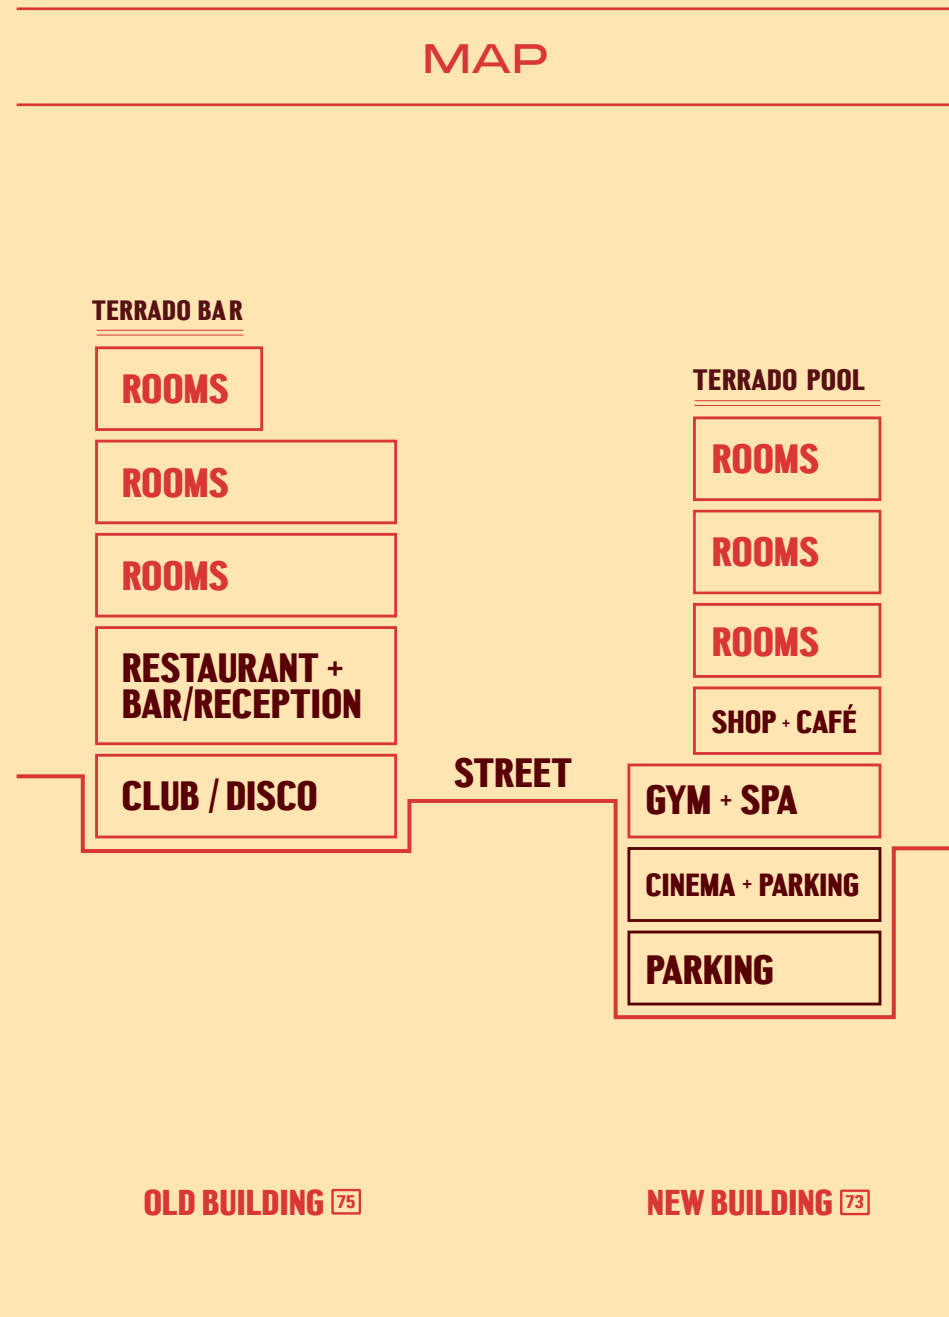 MAP
TERRADO BAR
ROOMS
ROOMS
ROOMS
RESTAURANT +
BAR/RECEPTION
CLUB / DISCO
STREET
TERRADO POOL
ROOMS
ROOMS
ROOMS
SHOP + CAFÉ
GYM + SPA
CINEMA + PARKING
PARKING
OLD BUILDING 75
NEW BUILDING 73